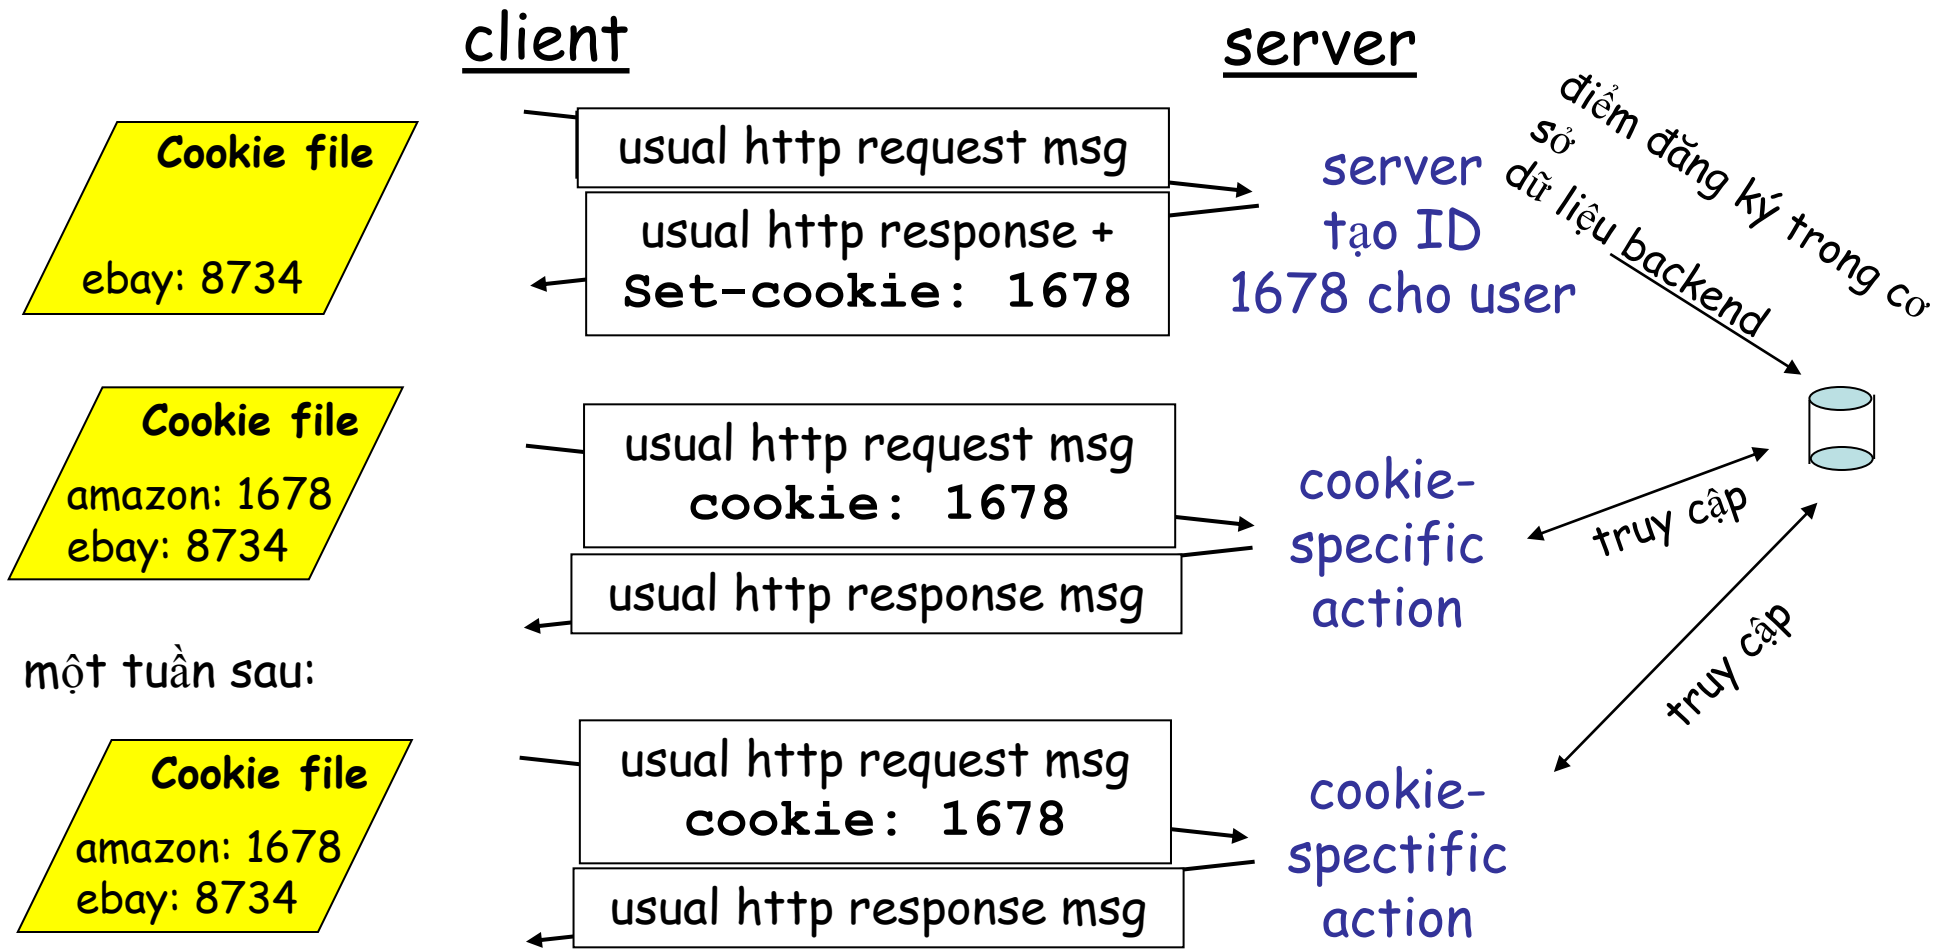 client
server
Cookie file
ebay: 8734
usual http request msg
usual http response +
Set-cookie: 1678
server
tạo ID
1678 cho user
điểm đăng ký trong cơ
sở
dữ liệu backend
Cookie file
amazon: 1678
ebay: 8734
usual http request msg
cookie: 1678
usual http response msg
cookie-
specific
action
truy cập
truy cập
một tuần sau:
Cookie file
amazon: 1678
ebay: 8734
usual http request msg
cookie: 1678
usual http response msg
cookie-
spectific
action